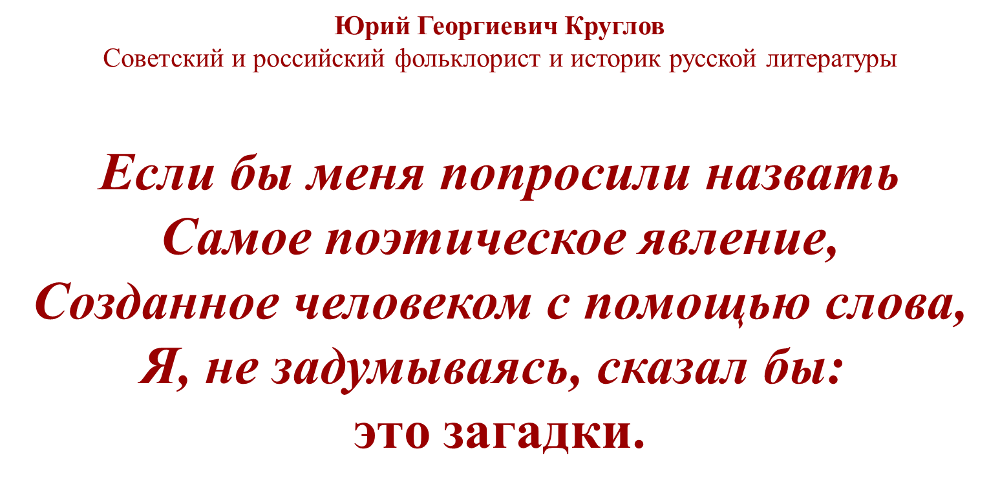 Юрий Георгиевич Круглов
Советский и российский фольклорист и историк русской литературы
Если бы меня попросили назвать
Самое поэтическое явление,
Созданное человеком с помощью слова,
Я, не задумываясь, сказал бы:
это загадки.